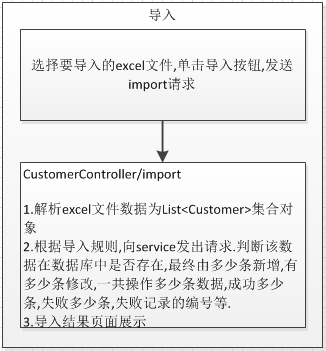 导入
选择要导入的excel文件,单击导入按钮,发送
import请求
CustomerController/import
1.解析excel文件数据为List<Customer>集合对
象
2.根据导入规则,向service发出请求.判断该数
据在数据库中是否存在,最终由多少条新增,有
多少条修改,一共操作多少条数据,成功多少
条,失败多少条,失败记录的编号等.
3.导入结果页面展示